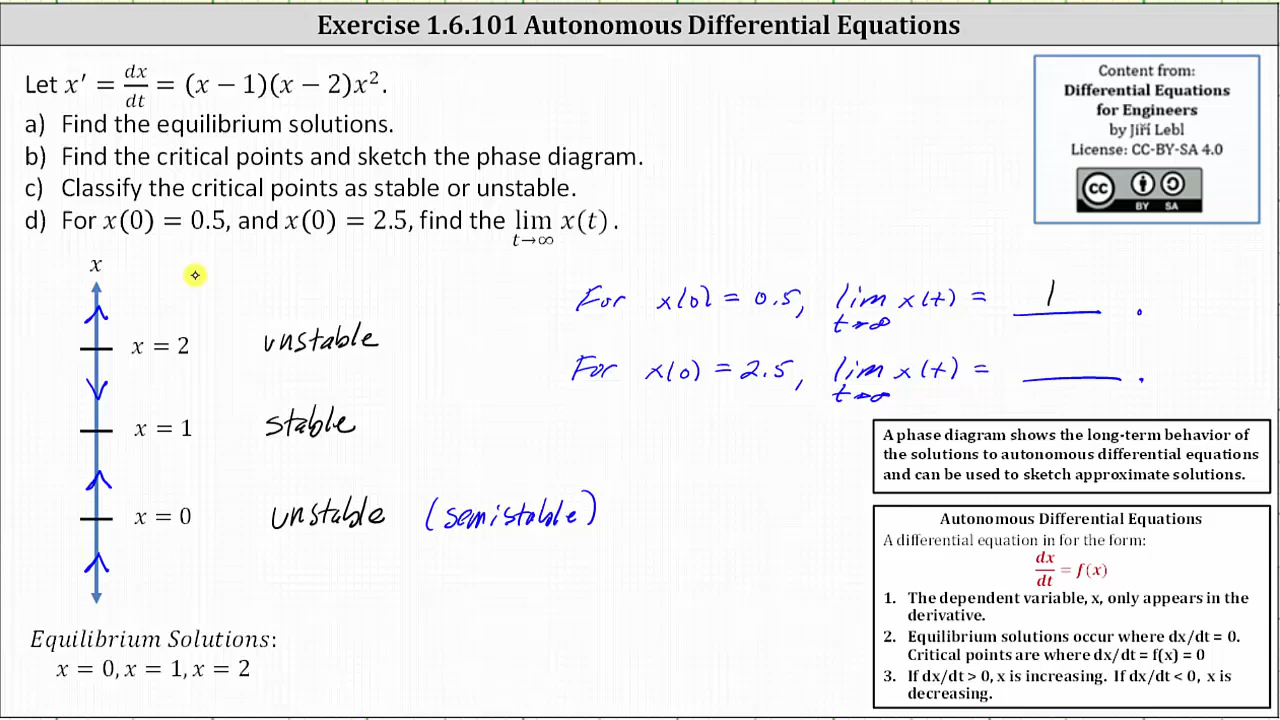 Exercise 1.6.101 Autonomous Differential Equations
Let x′ = dx/dt = (x − 1)(x − 2)x².
a) Find the equilibrium solutions.
b) Find the critical points and sketch the phase diagram.
c) Classify the critical points as stable or unstable.
d) For x(0) = 0.5, and x(0) = 2.5, find the lim t→∞ x(t).
Content from:
Differential Equations
for Engineers
by Jiří Lebl
License: CC-BY-SA 4.0
cc
BY SA
x
x = 2 unstable
x = 1 stable
x = 0 unstable (semistable)
Equilibrium Solutions:
x = 0, x = 1, x = 2
For x(0) = 0.5, lim t→∞ x(t) = 1 .
For x(0) = 2.5, lim t→∞ x(t) = ____ .
A phase diagram shows the long-term behavior of
the solutions to autonomous differential equations
and can be used to sketch approximate solutions.
Autonomous Differential Equations
A differential equation in for the form:
dx/dt = f(x)
1. The dependent variable, x, only appears in the
derivative.
2. Equilibrium solutions occur where dx/dt = 0.
Critical points are where dx/dt = f(x) = 0
3. If dx/dt > 0, x is increasing. If dx/dt < 0, x is
decreasing.